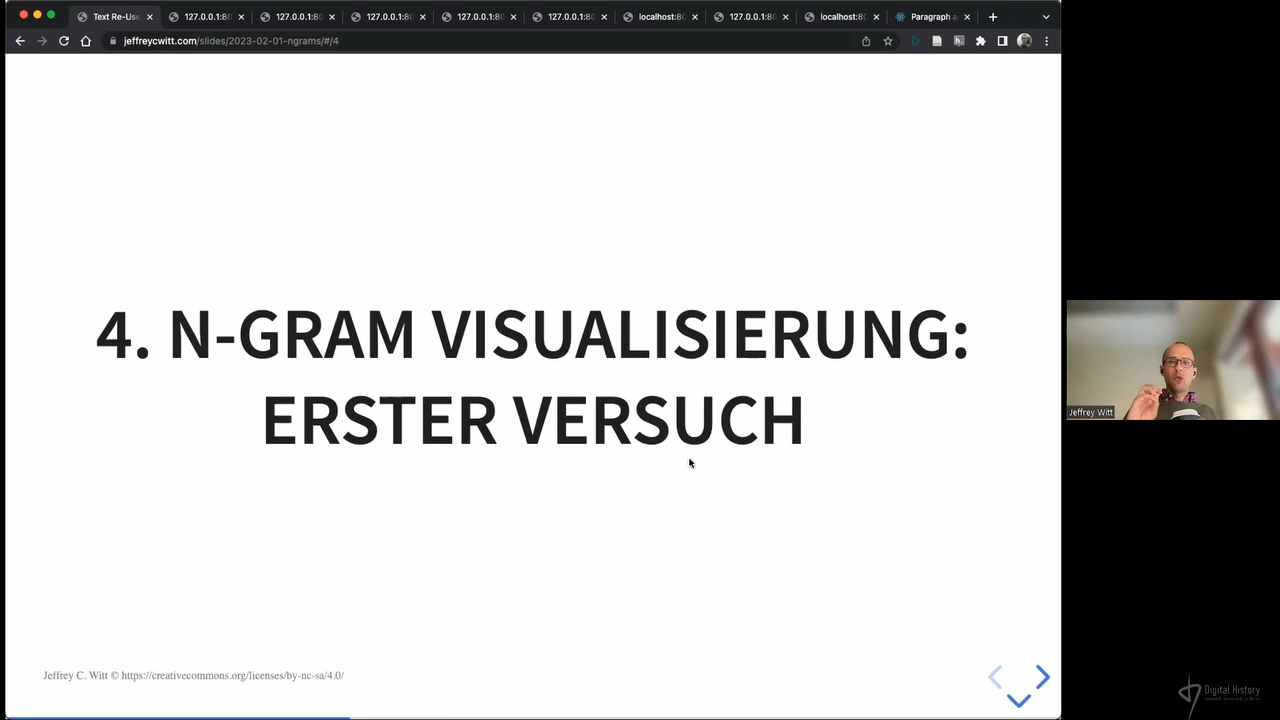 Text Re-Use
127.0.0.1:80
127.0.0.1:80
127.0.0.1:80
127.0.0.1:80
127.0.0.1:80
localhost:80
127.0.0.1:80
localhost:80
Paragraph a
jeffreycwitt.com/slides/2023-02-01-ngrams/#/4
4. N-GRAM VISUALISIERUNG:
ERSTER VERSUCH
Jeffrey Witt
Jeffrey C. Witt © https://creativecommons.org/licenses/by-nc-sa/4.0/
Digital History